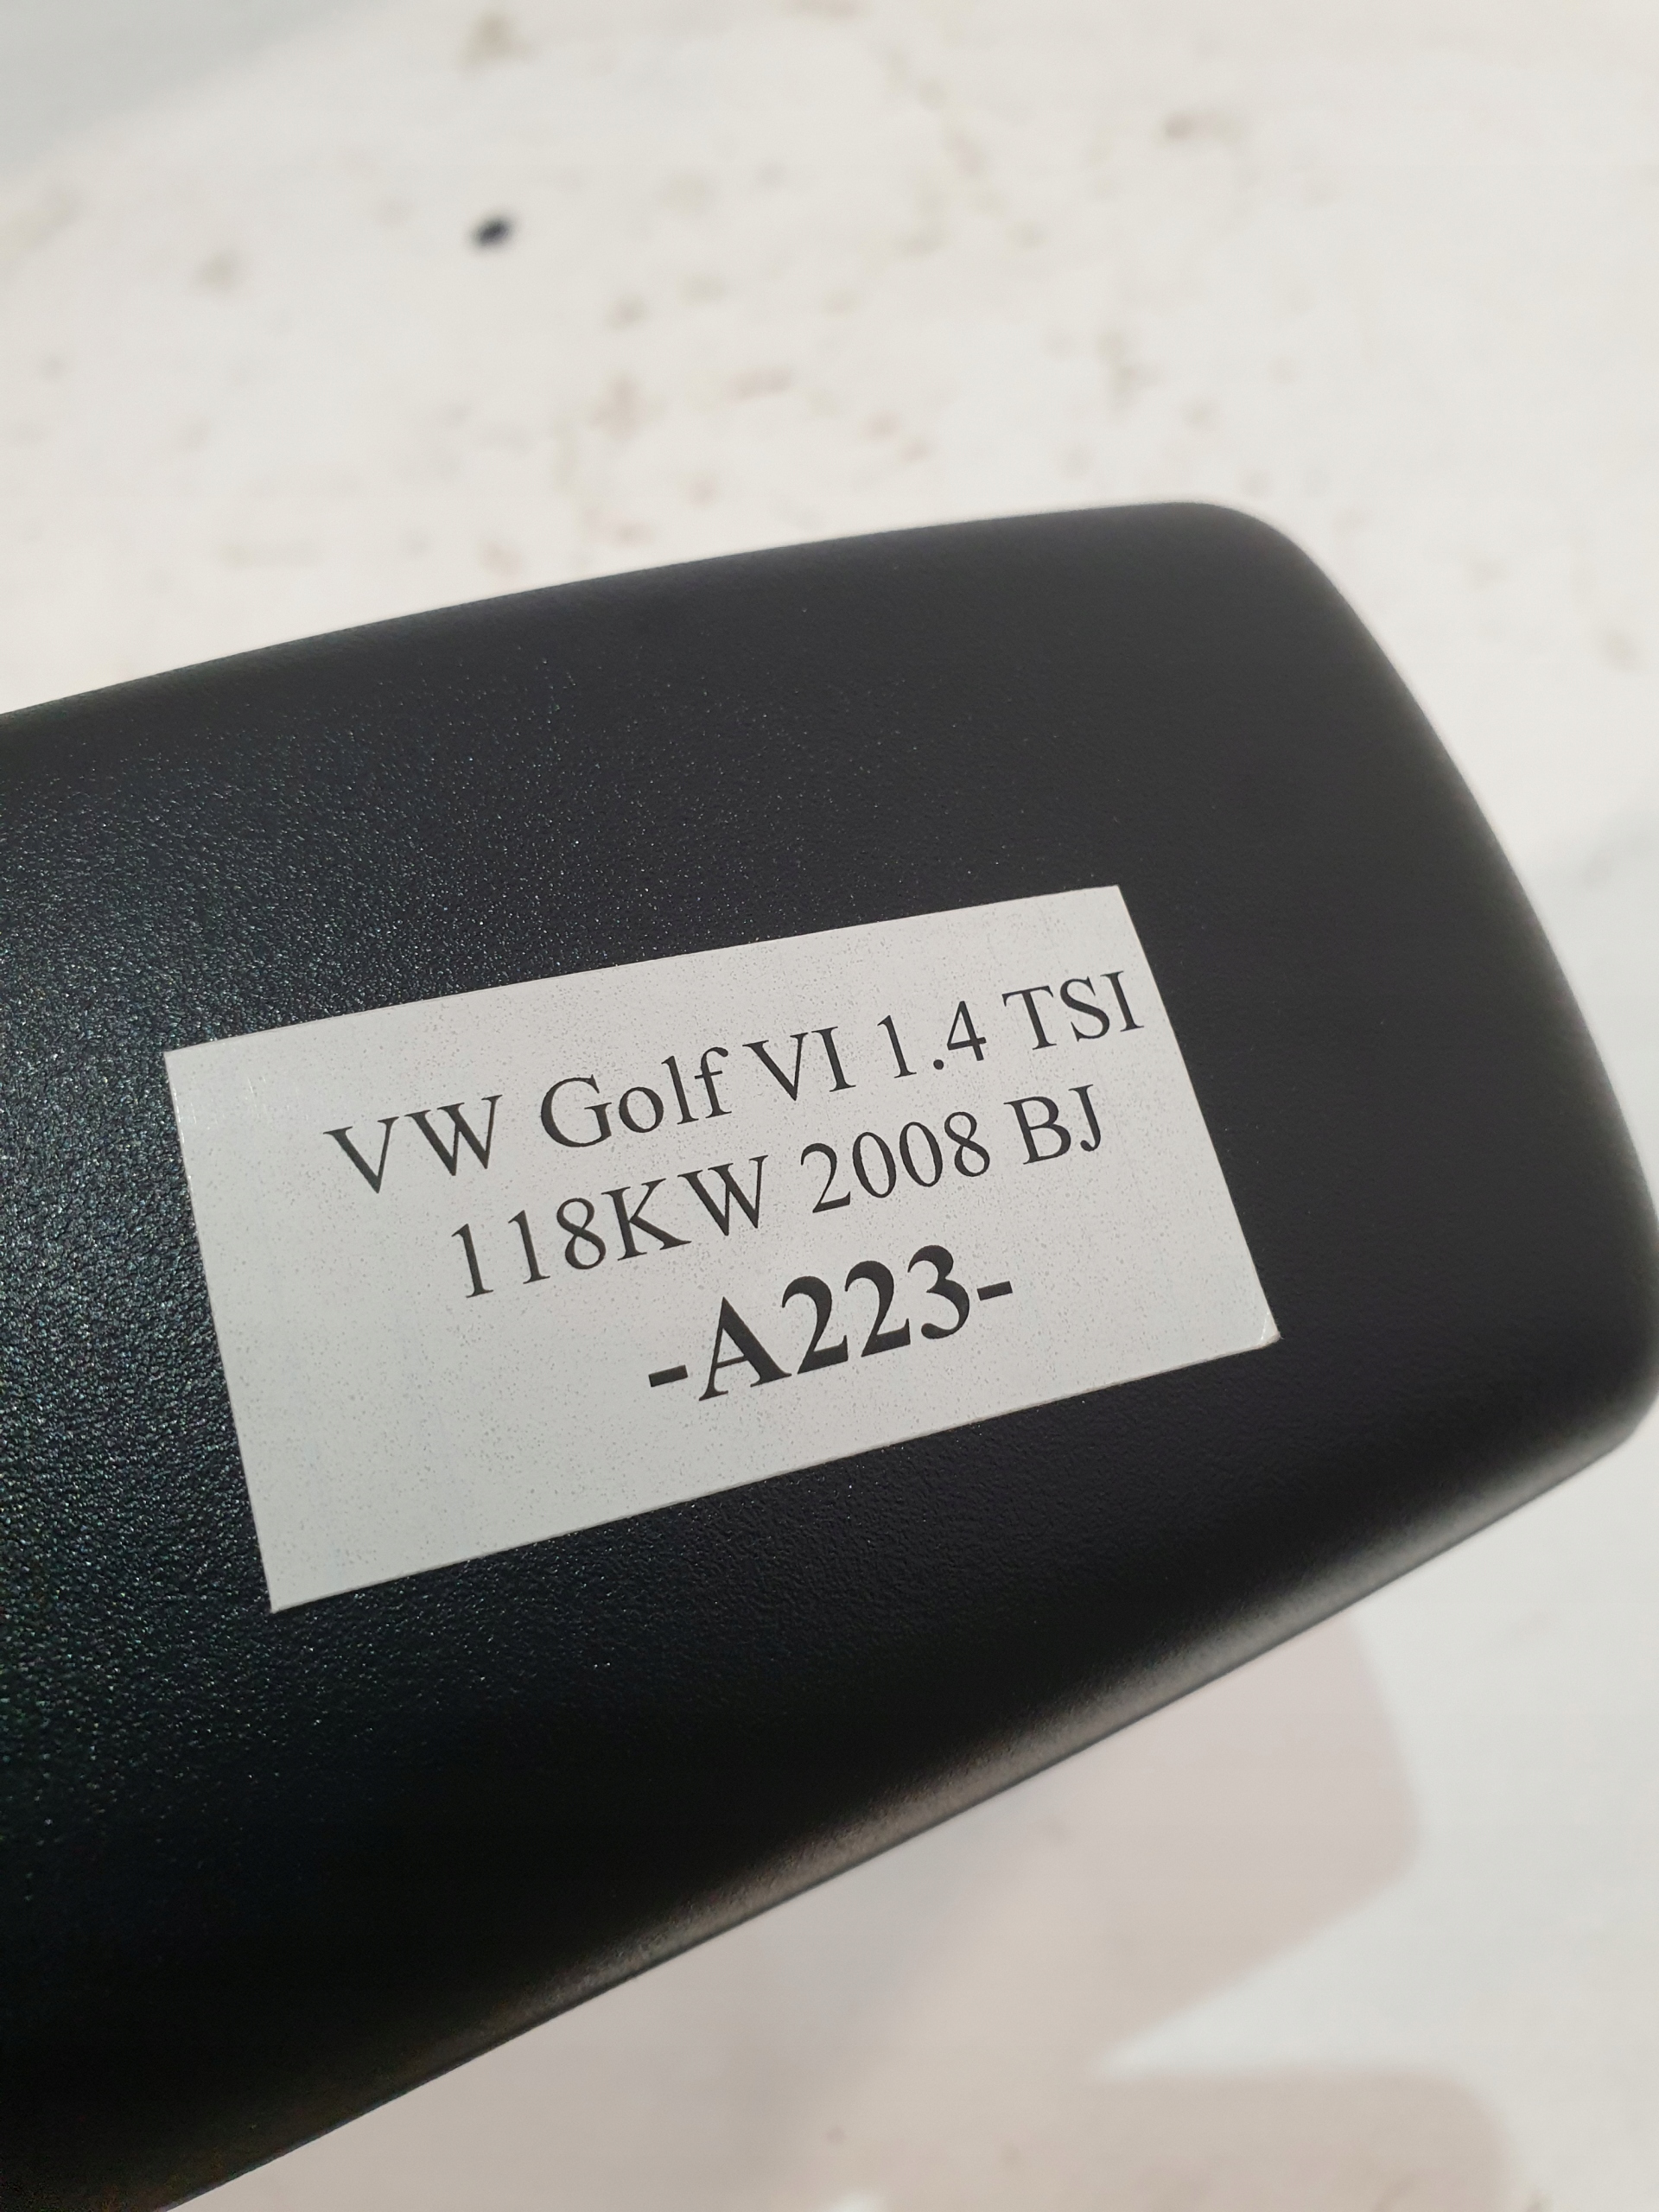 VW Golf VI 1.4 TSI
118KW 2008 BJ
-A223-